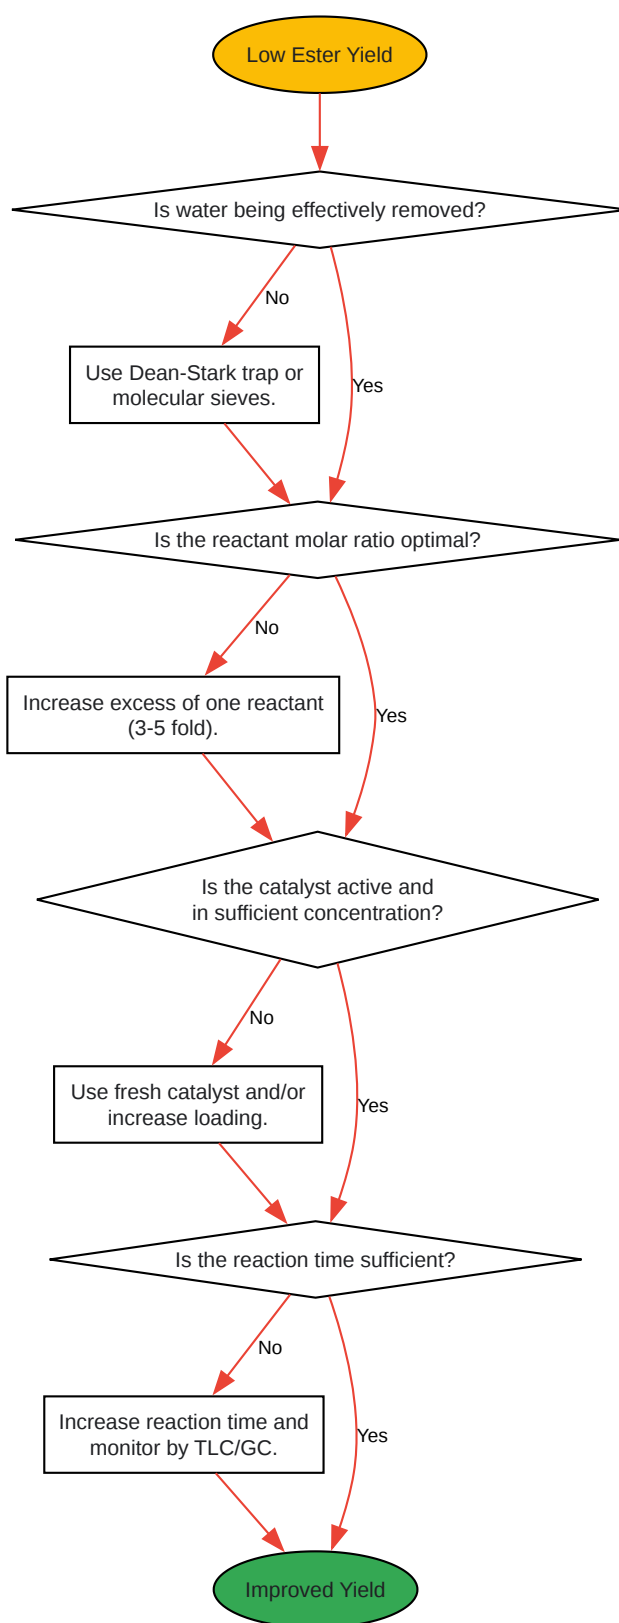 Low Ester Yield
Is water being effectively removed?
No
Use Dean-Stark trap or
molecular sieves.
Yes
Is the reactant molar ratio optimal?
No
Increase excess of one reactant
(3-5 fold).
Yes
Is the catalyst active and
in sufficient concentration?
No
Use fresh catalyst and/or
increase loading.
Yes
Is the reaction time sufficient?
No
Increase reaction time and
monitor by TLC/GC.
Yes
Improved Yield